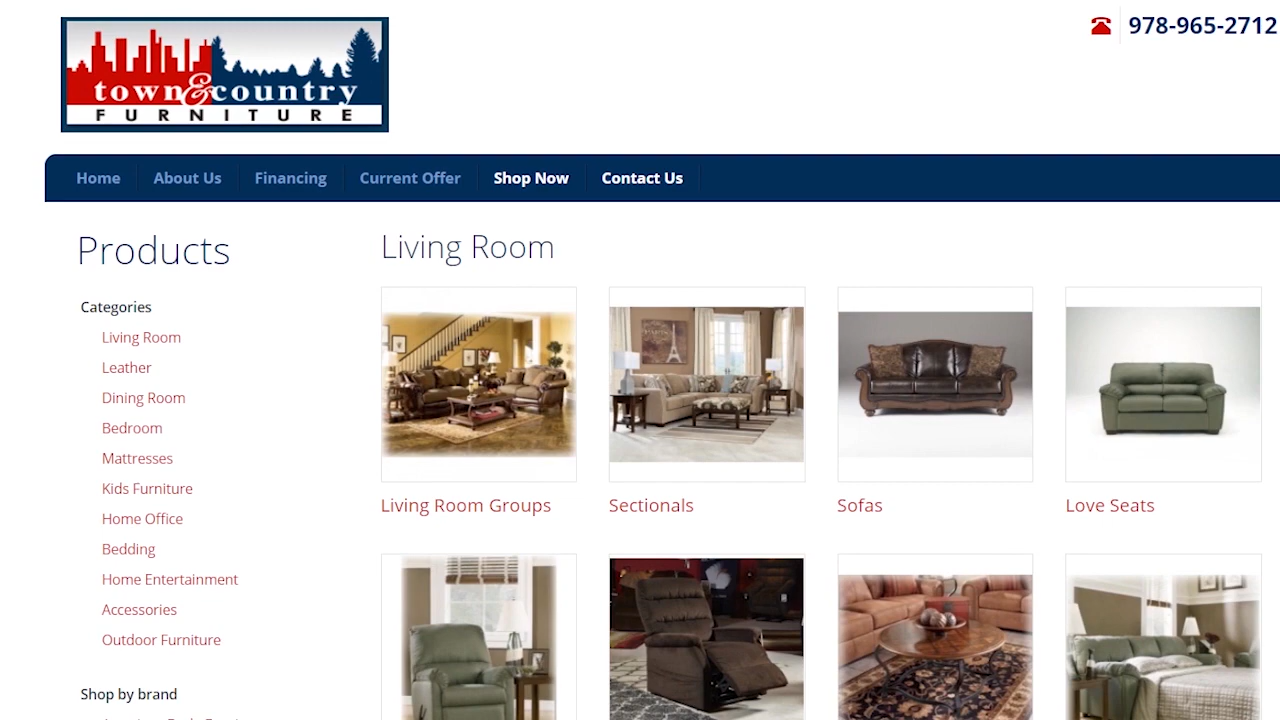 town & country
FURNITURE
978-965-2712
Home
About Us
Financing
Current Offer
Shop Now
Contact Us
Products
Categories
Living Room
Leather
Dining Room
Bedroom
Mattresses
Kids Furniture
Home Office
Bedding
Home Entertainment
Accessories
Outdoor Furniture
Shop by brand
Living Room
Living Room Groups
Sectionals
Sofas
Love Seats